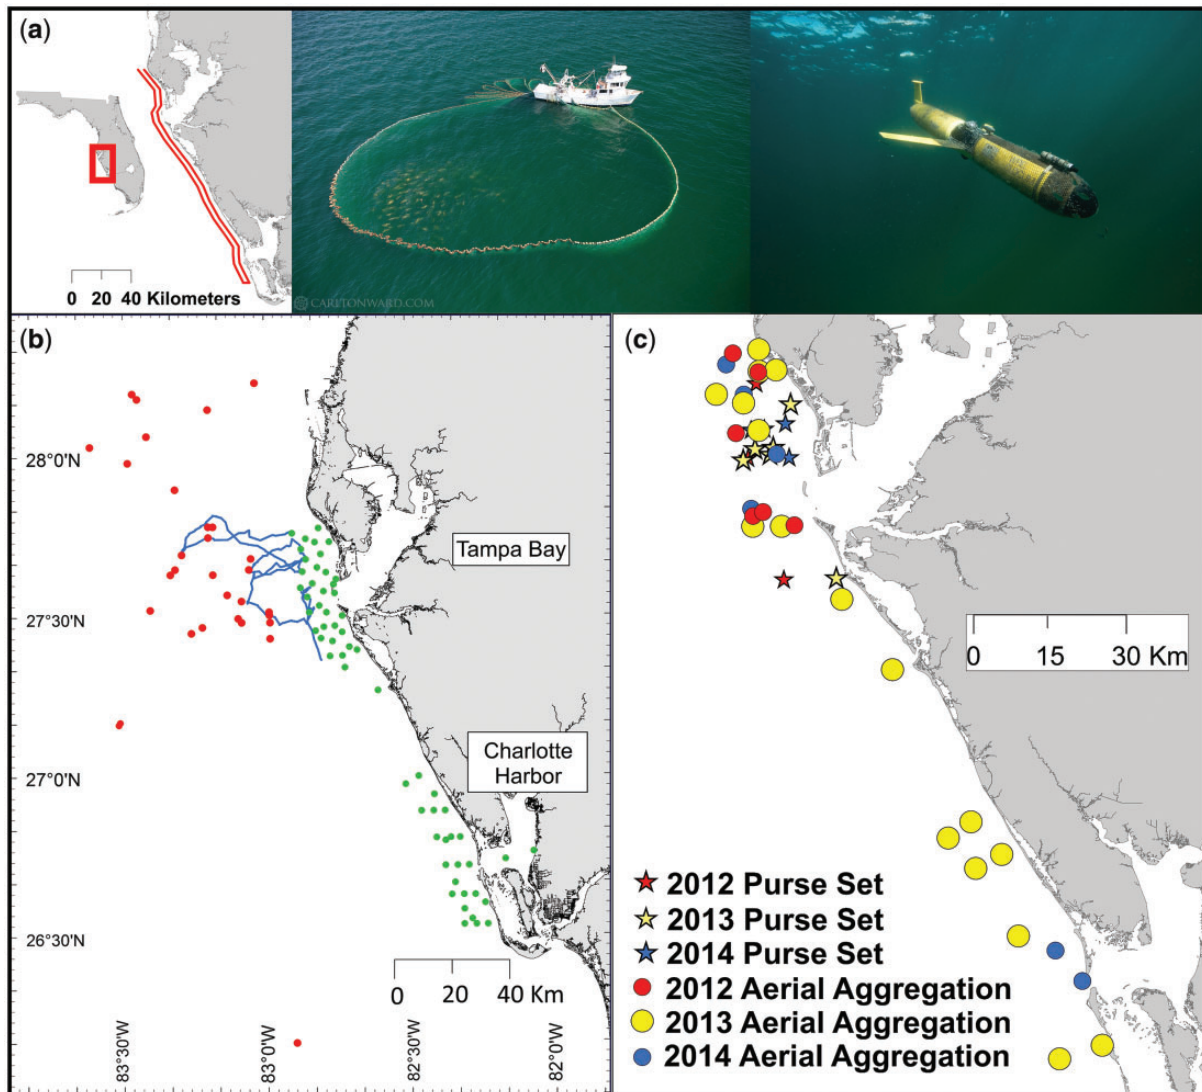 (a)
0 20 40 Kilometers
CARLTONWARD.COM
(b)
28°0'N
27°30'N
27°0'N
26°30'N
83°30'W
83°0'W
82°30'W
82°0'W
Tampa Bay
Charlotte
Harbor
0 20 40 Km
(c)
0 15 30 Km
2012 Purse Set
2013 Purse Set
2014 Purse Set
2012 Aerial Aggregation
2013 Aerial Aggregation
2014 Aerial Aggregation